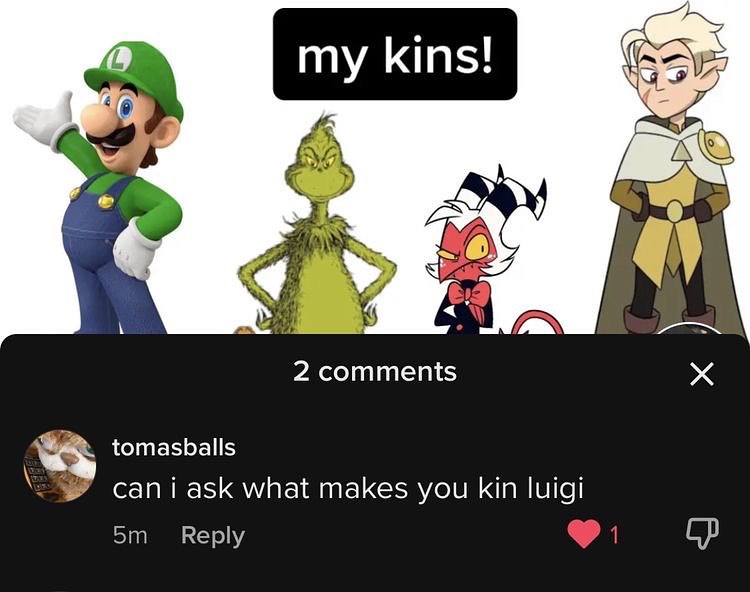 L
my kins!
2 comments
tomasballs
can i ask what makes you kin luigi
5m Reply
1